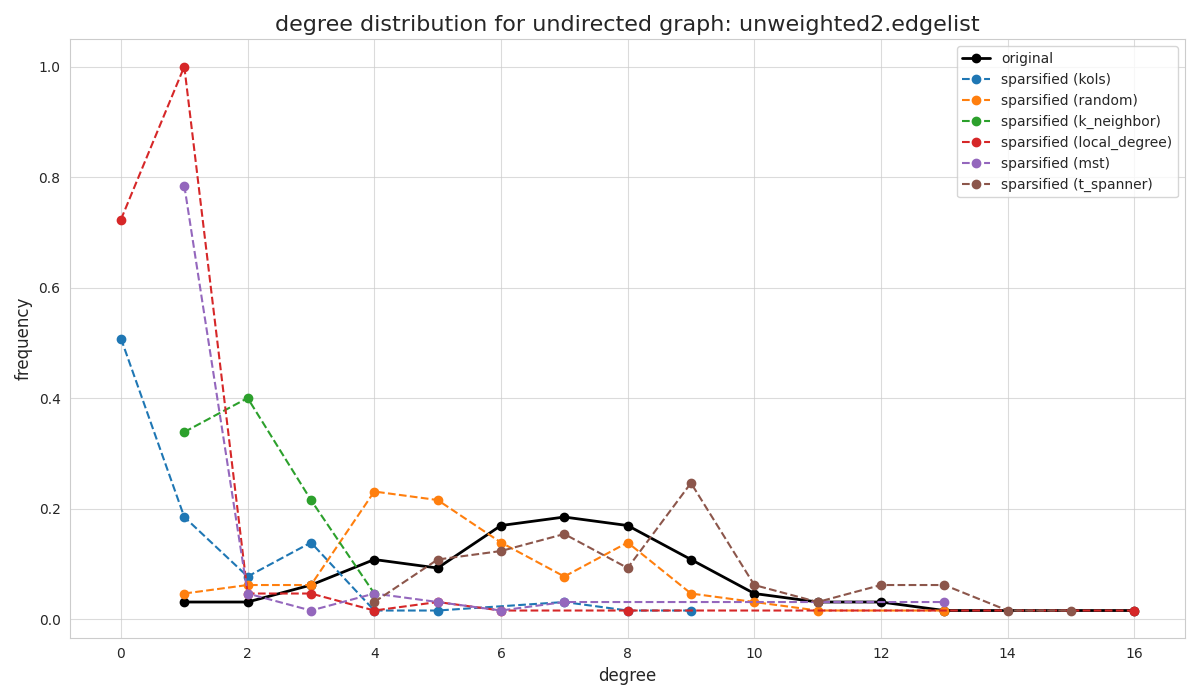 degree distribution for undirected graph: unweighted2.edgelist
original
sparsified (kols)
sparsified (random)
sparsified (k_neighbor)
sparsified (local_degree)
sparsified (mst)
sparsified (t_spanner)
frequency
1.0
0.8
0.6
0.4
0.2
0.0
0 2 4 6 8 10 12 14 16
degree